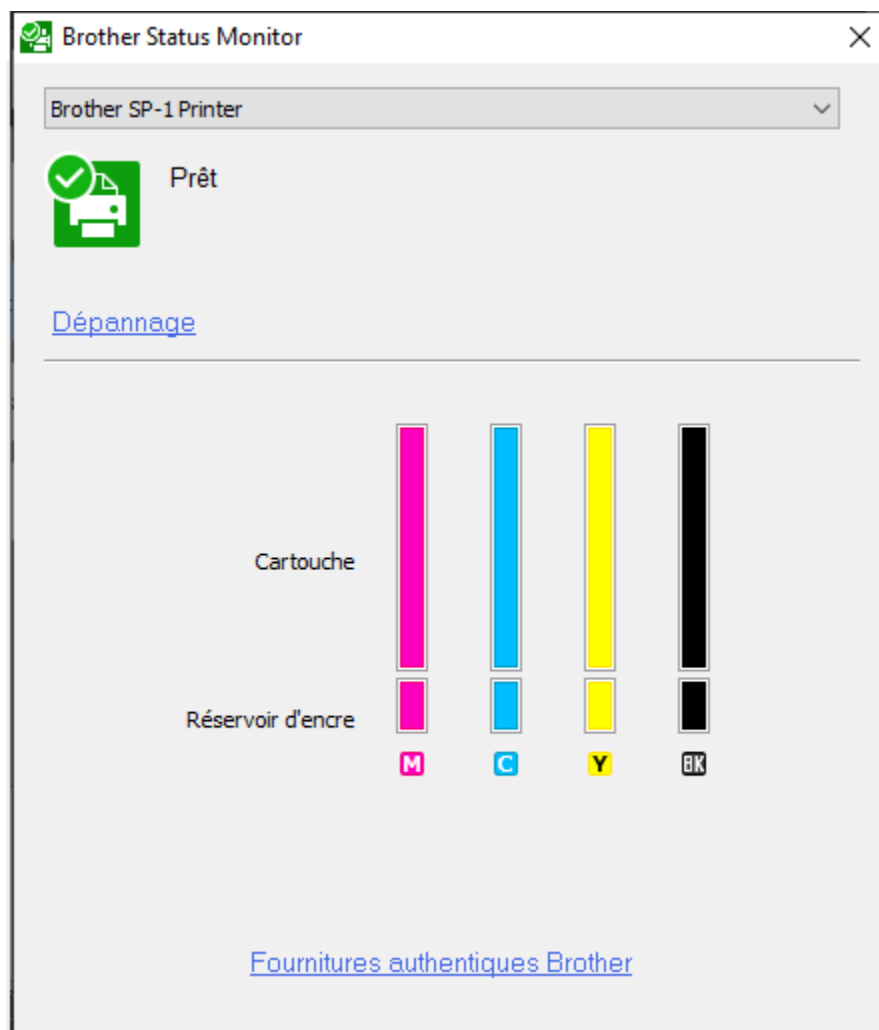 Brother Status Monitor
Brother SP-1 Printer
Prêt
Dépannage
Cartouche
Réservoir d'encre
M C Y BK
Fournitures authentiques Brother